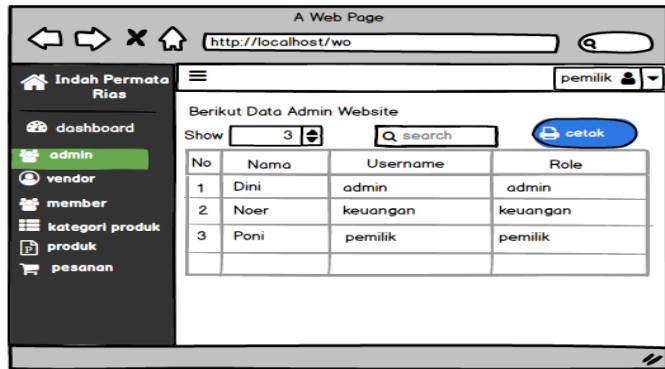 A Web Page
http://localhost/wo
Indah Permata
Rias
pemilik
dashboard
admin
vendor
member
kategori produk
produk
pesanan
Berikut Data Admin Website
Show 3 search cetak
No Nama Username Role
1 Dini admin admin
2 Noer keuangan keuangan
3 Poni pemilik pemilik